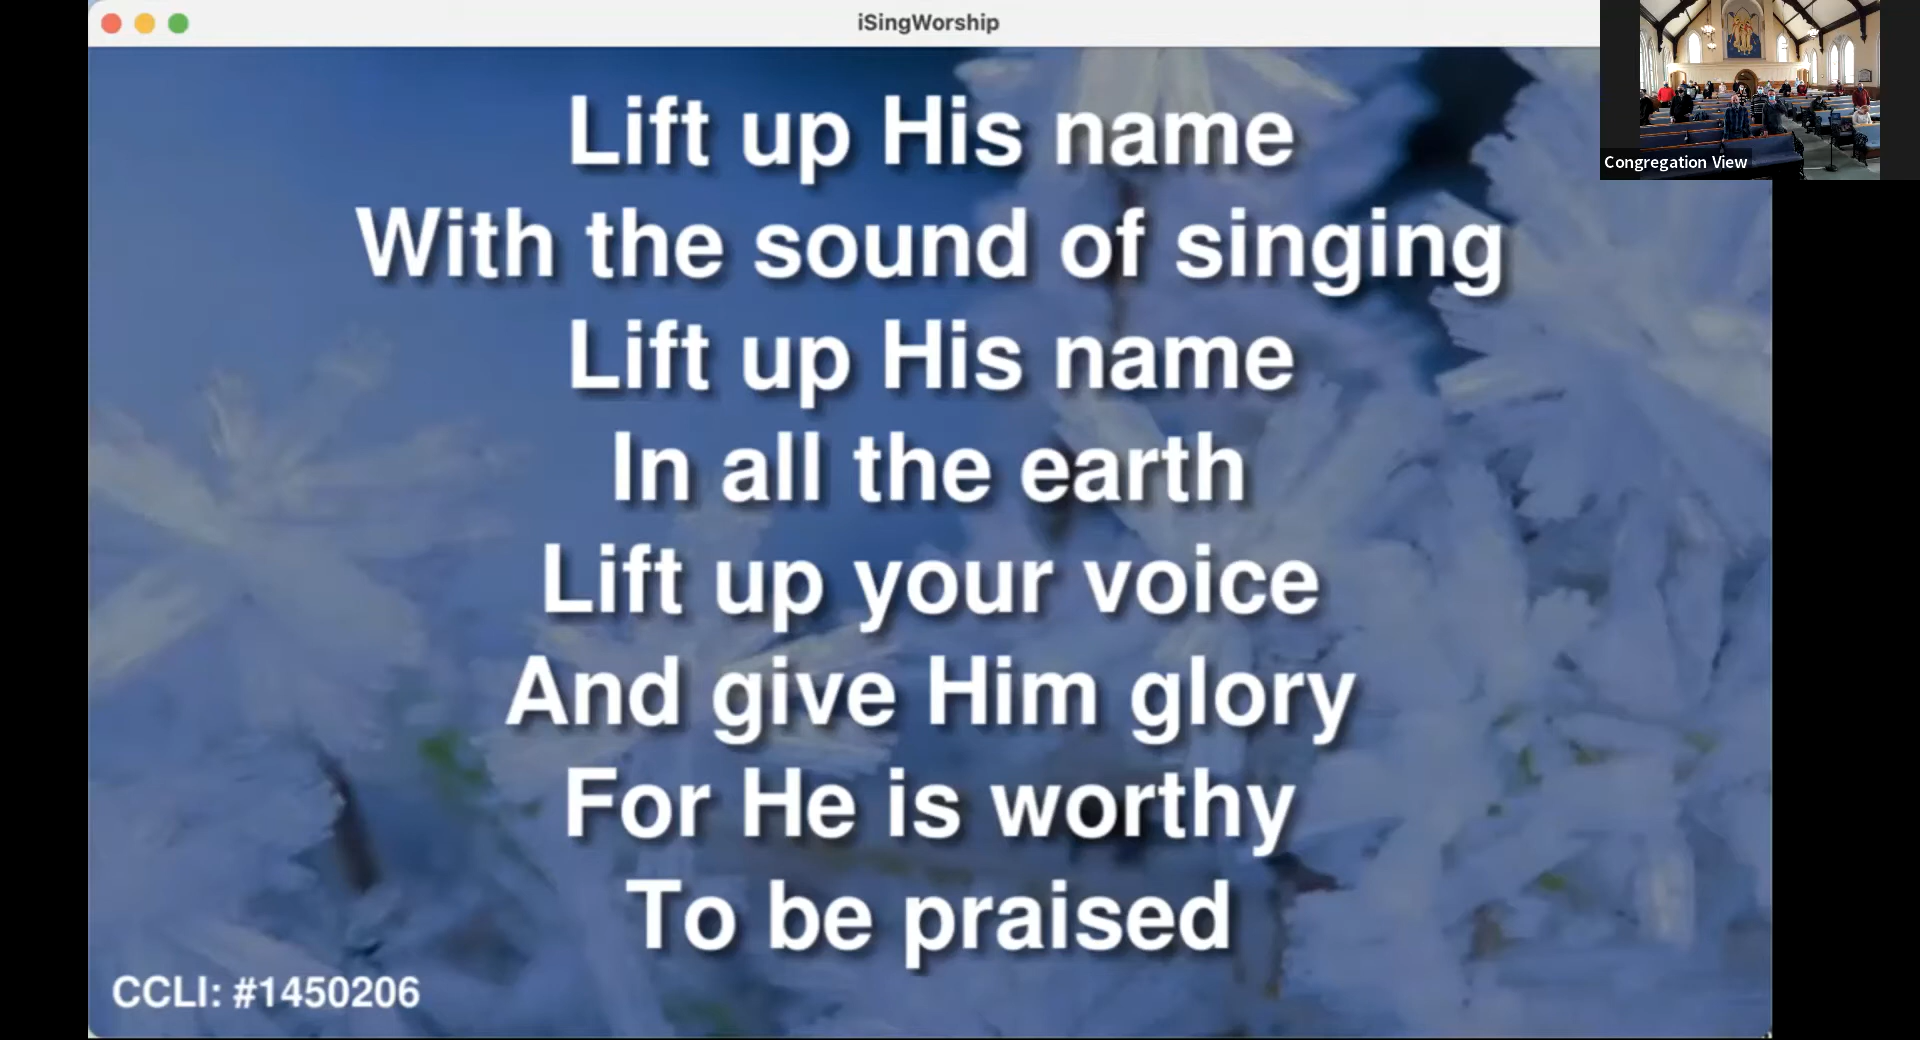 iSingWorship
Lift up His name
With the sound of singing
Lift up His name
In all the earth
Lift up your voice
And give Him glory
For He is worthy
To be praised
CCLI: #1450206
Congregation View